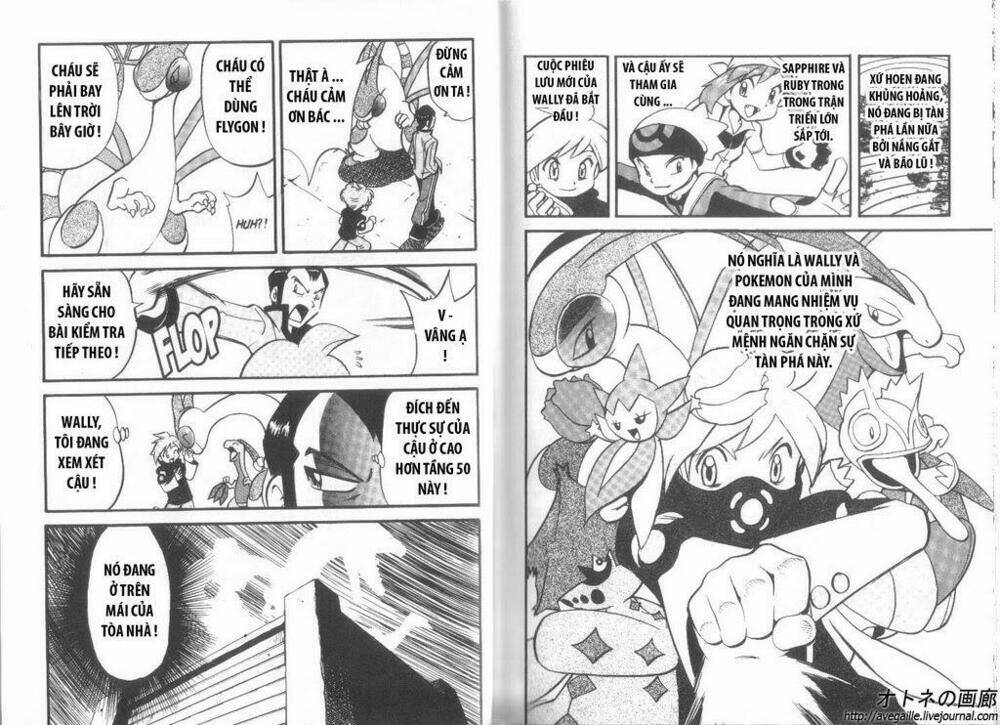 XỨ HOEN ĐANG
KHỦNG HOẢNG,
NÓ ĐANG BỊ TÀN
PHÁ LẦN NỮA
BỞI NẮNG GẮT
VÀ BÃO LŨ !
SAPPHIRE VÀ
RUBY TRONG
TRONG TRẬN
TRIẾN LỚN
SẮP TỚI.
VÀ CẬU ẤY SẼ
THAM GIA
CÙNG ...
CUỘC PHIÊU
LƯU MỚI CỦA
WALLY ĐÃ BẮT
ĐẦU !
NÓ NGHĨA LÀ WALLY VÀ
POKEMON CỦA MÌNH
ĐANG MANG NHIỆM VỤ
QUAN TRỌNG TRONG XỨ
MỆNH NGĂN CHẶN SỰ
TÀN PHÁ NÀY.
ĐỪNG
CẢM
ƠN TA !
THẬT À ...
CHÁU CẢM
ƠN BÁC ...
CHÁU CÓ
THỂ
DÙNG
FLYGON !
CHÁU SẼ
PHẢI BAY
LÊN TRỜI
BÂY GIỜ !
HUH?!
V -
VÂNG Ạ
!
FLOP
HÃY SẴN
SÀNG CHO
BÀI KIỂM TRA
TIẾP THEO !
ĐÍCH ĐẾN
THỰC SỰ CỦA
CẬU Ở CAO
HƠN TẦNG 50
NÀY !
WALLY,
TÔI ĐANG
XEM XÉT
CẬU !
NÓ ĐANG
Ở TRÊN
MÁI CỦA
TÒA NHÀ !
オトネの画廊
http://avegaille.livejournal.com/